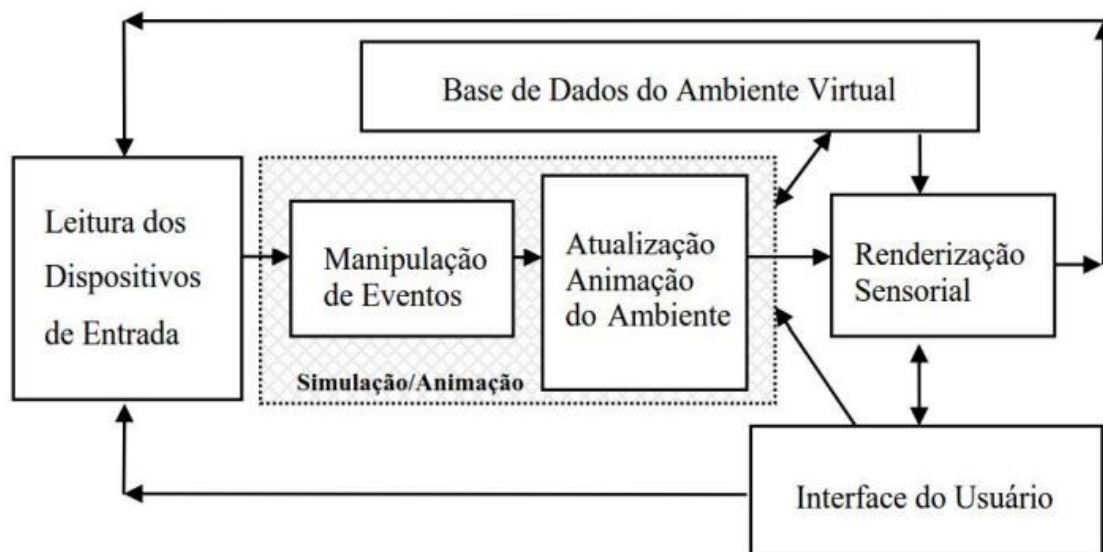 Base de Dados do Ambiente Virtual
Leitura dos
Dispositivos
de Entrada
Manipulação
de Eventos
Atualização
Animação
do Ambiente
Simulação/Animação
Renderização
Sensorial
Interface do Usuário